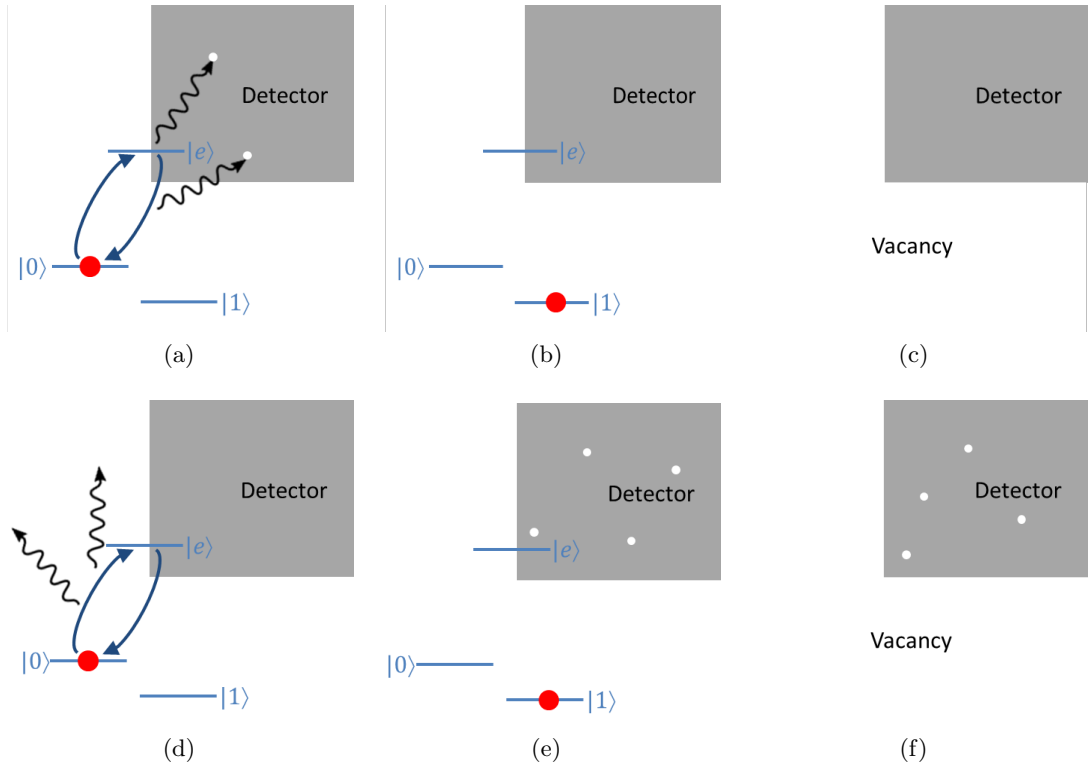 Detector
|e⟩
|0⟩
|1⟩
(a)
Detector
|e⟩
|0⟩
|1⟩
(b)
Detector
Vacancy
(c)
Detector
|e⟩
|0⟩
|1⟩
(d)
Detector
|e⟩
|0⟩
|1⟩
(e)
Detector
Vacancy
(f)